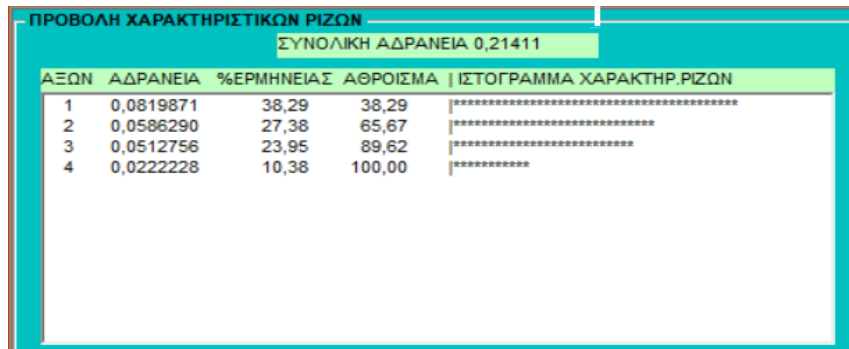 ΠΡΟΒΟΛΗ ΧΑΡΑΚΤΗΡΙΣΤΙΚΩΝ ΡΙΖΩΝ
ΣΥΝΟΛΙΚΗ ΑΔΡΑΝΕΙΑ 0,21411
ΑΞΩΝ ΑΔΡΑΝΕΙΑ %ΕΡΜΗΝΕΙΑΣ ΑΘΡΟΙΣΜΑ | ΙΣΤΟΓΡΑΜΜΑ ΧΑΡΑΚΤΗΡ.ΡΙΖΩΝ
1 0,0819871 38,29 38,29 |******************************************
2 0,0586290 27,38 65,67 |******************************
3 0,0512756 23,95 89,62 |***************************
4 0,0222228 10,38 100,00 |***********